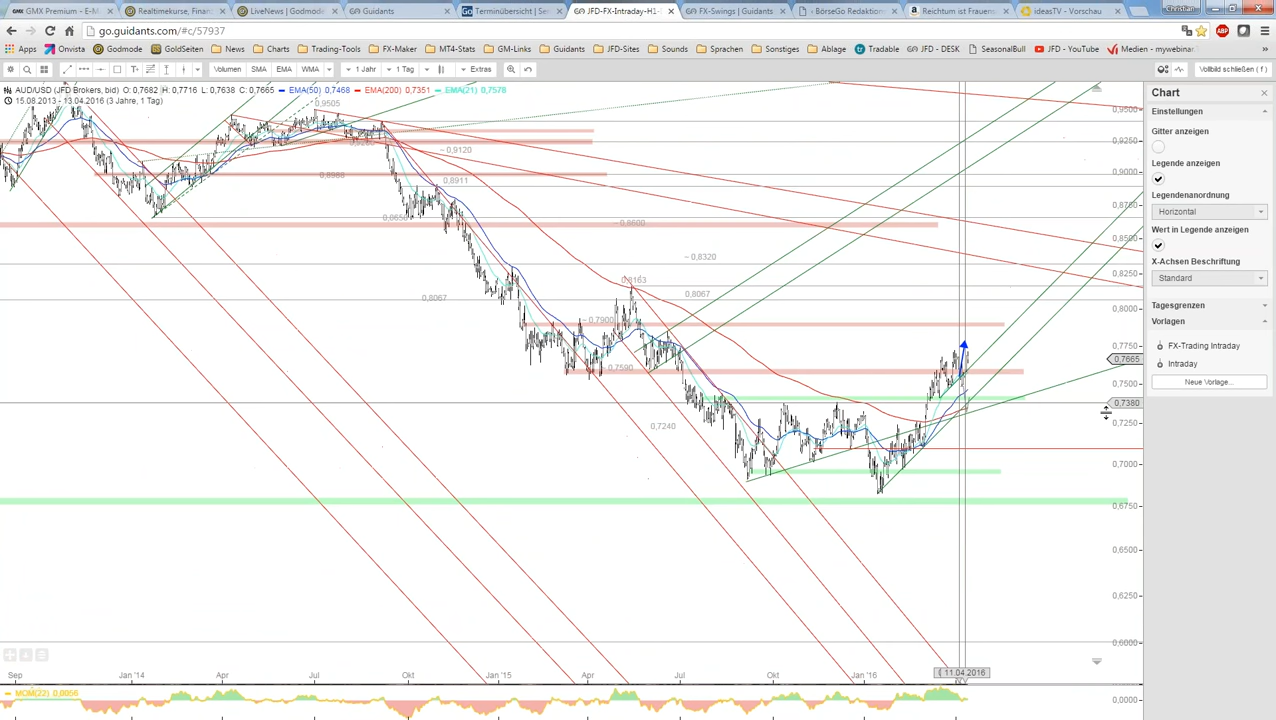 GMX Premium - E-M
Realtimekurse, Finanz
LiveNews | Godmode
Guidants
Terminübersicht | Sen
JFD-FX-Intraday-H1-
FX-Swings | Guidants
› BörseGo Redaktion
Reichtum ist Frauens
ideasTV - Vorschau
Christian
go.guidants.com/#c/57937
Apps
Onvista
Godmode
GoldSeiten
News
Charts
Trading-Tools
FX-Maker
MT4-Stats
GM-Links
Guidants
JFD-Sites
Sounds
Sprachen
Sonstiges
Ablage
Tradable
JFD - DESK
SeasonalBull
JFD - YouTube
Medien - mywebina
Volumen
SMA
EMA
WMA
1 Jahr
1 Tag
Extras
Vollbild schließen ( f )
AUD/USD (JFD Brokers, bid) O: 0,7682 H: 0,7716 L: 0,7638 C: 0,7665 EMA(50) 0,7468 EMA(200) 0,7351 EMA(21) 0,7578
15.08.2013 - 13.04.2016 (3 Jahre, 1 Tag)
Chart
Einstellungen
Gitter anzeigen
Legende anzeigen
Legendenanordnung
Horizontal
Wert in Legende anzeigen
X-Achsen Beschriftung
Standard
Tagesgrenzen
Vorlagen
FX-Trading Intraday
Intraday
Neue Vorlage...
0,9505
~ 0,9120
0,8988
0,8911
~ 0,8600
~ 0,8320
0,8163
0,8067
0,8067
~ 0,7900
~ 0,7590
0,7240
0,9500
0,9250
0,9000
0,8500
0,8250
0,8000
0,7750
0,7665
0,7500
0,7380
0,7250
0,7000
0,6750
0,6500
0,6250
0,6000
Sep
Jan '14
Apr
Jul
Okt
Jan '15
Apr
Jul
Okt
Jan '16
11.04.2016
MOM(22) 0,0056
0,0000